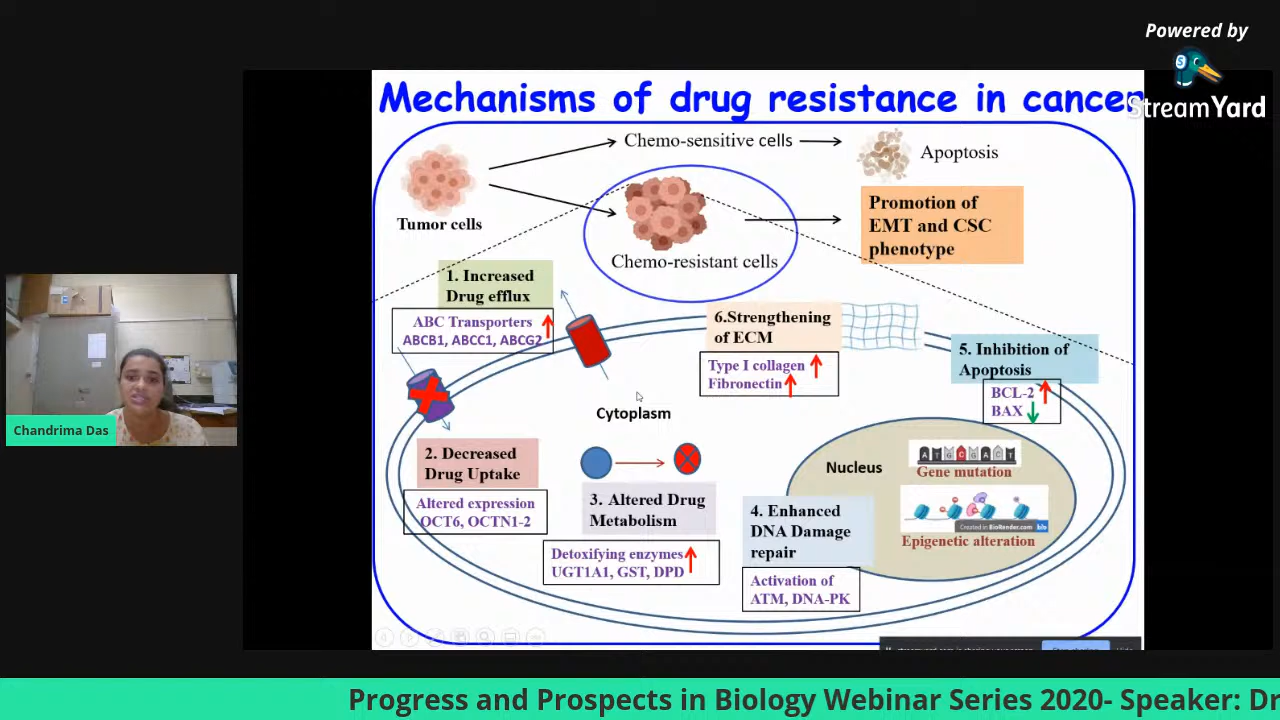 Powered by
StreamYard
Mechanisms of drug resistance in cancer
Chemo-sensitive cells
Apoptosis
Tumor cells
Promotion of
EMT and CSC
phenotype
Chemo-resistant cells
1. Increased
Drug efflux
ABC Transporters
ABCB1, ABCC1, ABCG2
6.Strengthening
of ECM
Type I collagen
Fibronectin
5. Inhibition of
Apoptosis
BCL-2
BAX
Cytoplasm
Chandrima Das
2. Decreased
Drug Uptake
Altered expression
OCT6, OCTN1-2
3. Altered Drug
Metabolism
Detoxifying enzymes
UGT1A1, GST, DPD
4. Enhanced
DNA Damage
repair
Activation of
ATM, DNA-PK
Nucleus
A T G C G A C T
Gene mutation
Created in BioRender.com bio
Epigenetic alteration
Progress and Prospects in Biology Webinar Series 2020- Speaker: Dr